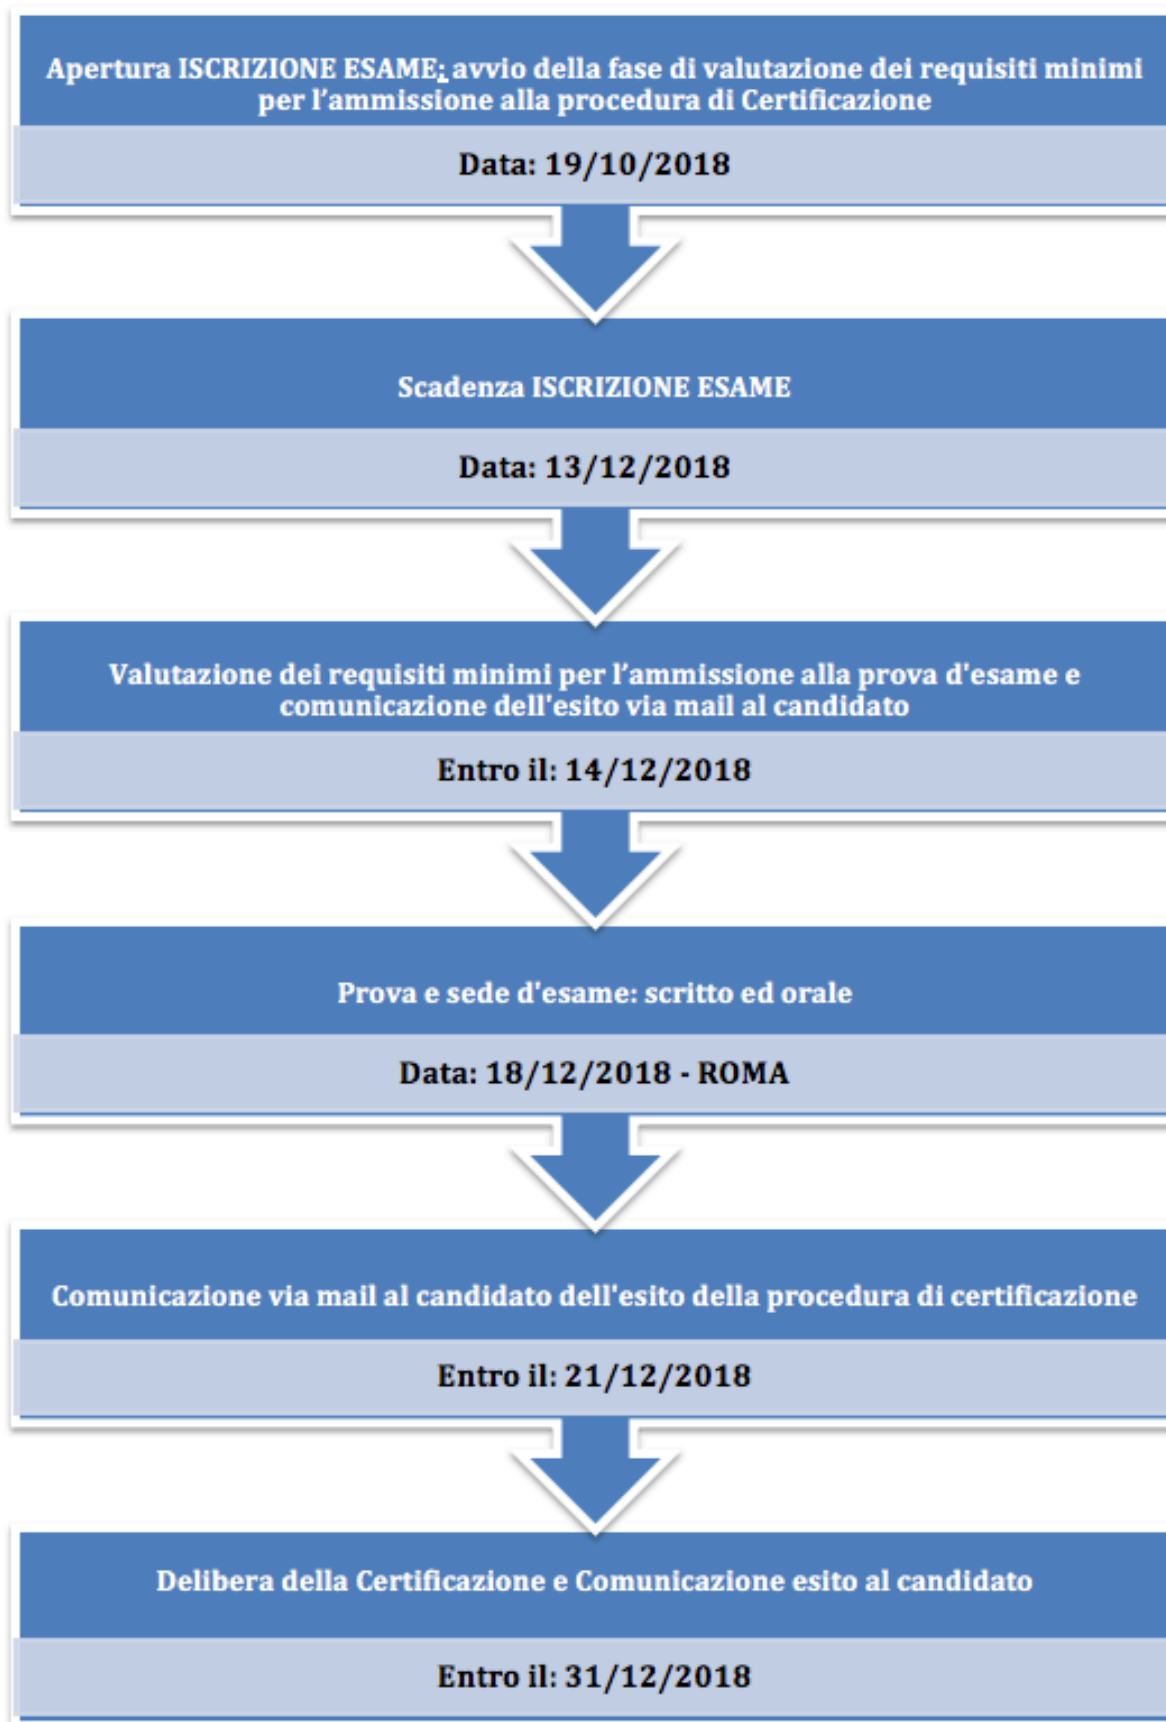 Apertura ISCRIZIONE ESAME; avvio della fase di valutazione dei requisiti minimi
per l’ammissione alla procedura di Certificazione
Data: 19/10/2018
Scadenza ISCRIZIONE ESAME
Data: 13/12/2018
Valutazione dei requisiti minimi per l’ammissione alla prova d'esame e
comunicazione dell'esito via mail al candidato
Entro il: 14/12/2018
Prova e sede d'esame: scritto ed orale
Data: 18/12/2018 - ROMA
Comunicazione via mail al candidato dell'esito della procedura di certificazione
Entro il: 21/12/2018
Delibera della Certificazione e Comunicazione esito al candidato
Entro il: 31/12/2018